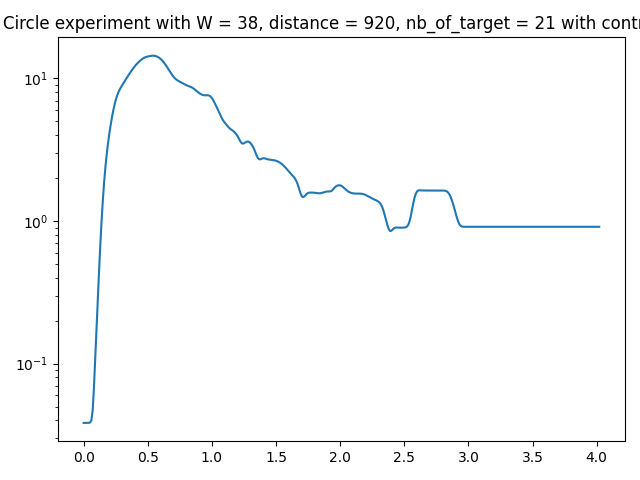 Circle experiment with W = 38, distance = 920, nb_of_target = 21 with contr
10¹
10⁰
10⁻¹
0.0 0.5 1.0 1.5 2.0 2.5 3.0 3.5 4.0